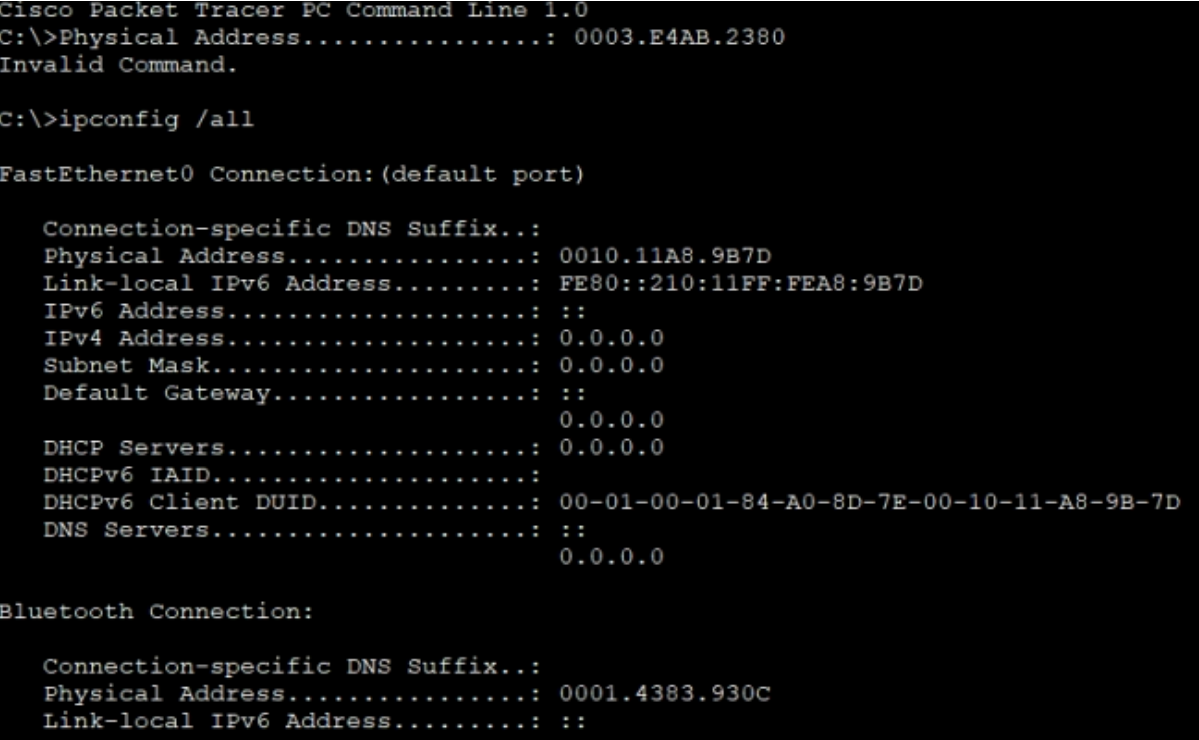 Cisco Packet Tracer PC Command Line 1.0
C:\>Physical Address................: 0003.E4AB.2380
Invalid Command.
C:\>ipconfig /all
FastEthernet0 Connection:(default port)
Connection-specific DNS Suffix..:
Physical Address................: 0010.11A8.9B7D
Link-local IPv6 Address.........: FE80::210:11FF:FEA8:9B7D
IPv6 Address....................: ::
IPv4 Address....................: 0.0.0.0
Subnet Mask.....................: 0.0.0.0
Default Gateway.................: ::
0.0.0.0
DHCP Servers....................: 0.0.0.0
DHCPv6 IAID.....................:
DHCPv6 Client DUID..............: 00-01-00-01-84-A0-8D-7E-00-10-11-A8-9B-7D
DNS Servers.....................: ::
0.0.0.0
Bluetooth Connection:
Connection-specific DNS Suffix..:
Physical Address................: 0001.4383.930C
Link-local IPv6 Address.........: ::